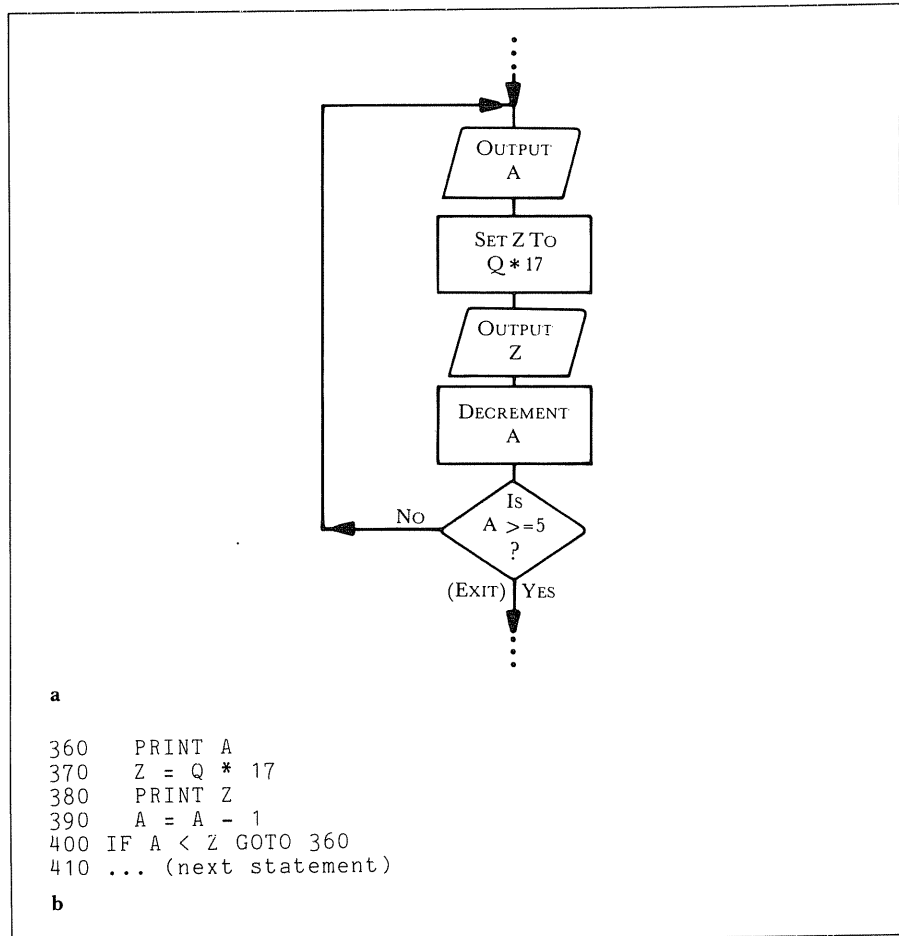 OUTPUT
A
SET Z TO
Q * 17
OUTPUT
Z
DECREMENT
A
IS
A >=5
?
NO
(EXIT) YES
a
360 PRINT A
370 Z = Q * 17
380 PRINT Z
390 A = A - 1
400 IF A < Z GOTO 360
410 ... (next statement)
b